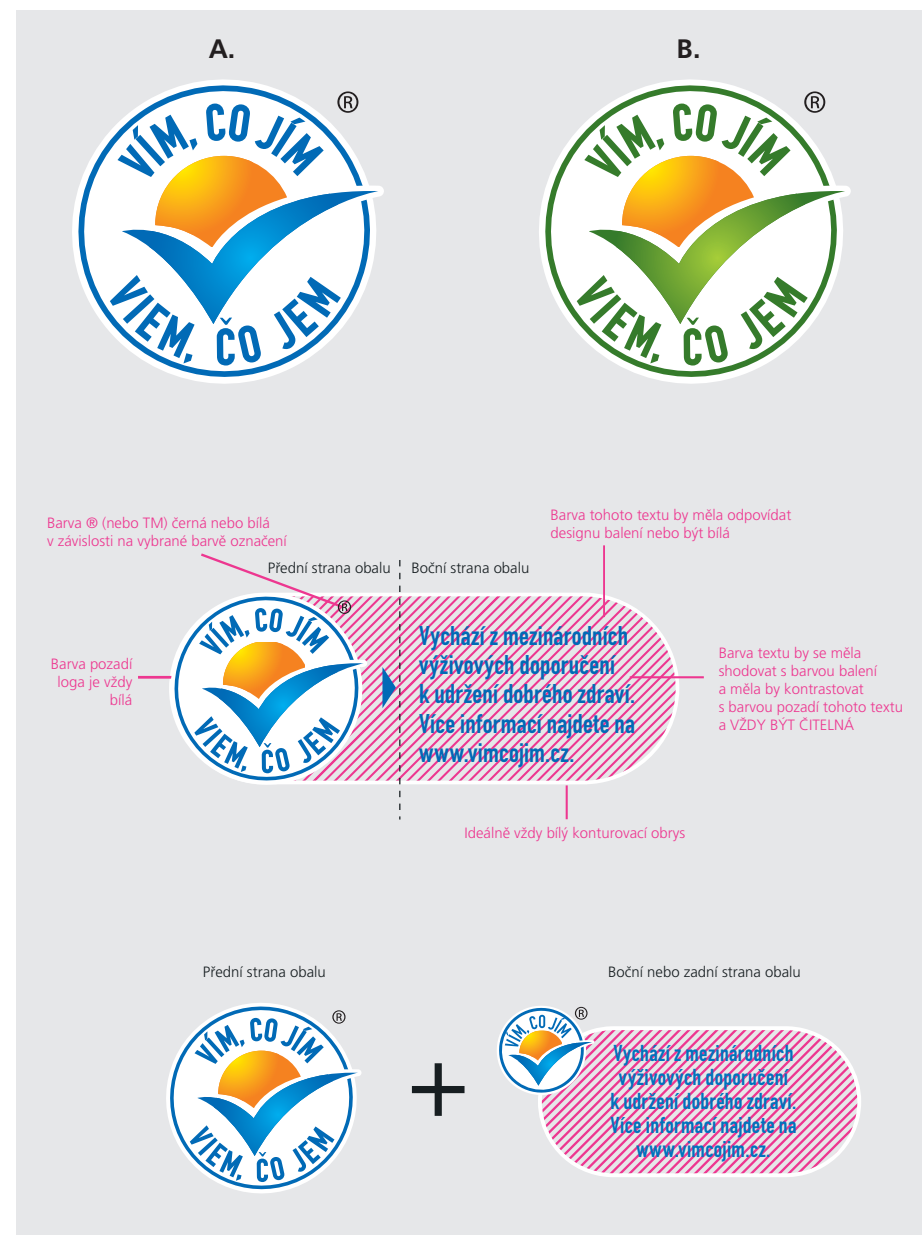 A.
B.
VÍM, CO JÍM
®
VIEM, ČO JEM
VÍM, CO JÍM
®
VIEM, ČO JEM
Barva ® (nebo TM) černá nebo bílá
v závislosti na vybrané barvě označení
Barva tohoto textu by měla odpovídat
designu balení nebo být bílá
Přední strana obalu
Boční strana obalu
VÍM, CO JÍM
®
VIEM, ČO JEM
Barva pozadí
loga je vždy
bílá
Vychází z mezinárodních
výživových doporučení
k udržení dobrého zdraví.
Více informací najdete na
www.vimcojim.cz.
Barva textu by se měla
shodovat s barvou balení
a měla by kontrastovat
s barvou pozadí tohoto textu
a VŽDY BÝT ČITELNÁ
Ideálně vždy bílý konturovací obrys
Přední strana obalu
Boční nebo zadní strana obalu
VÍM, CO JÍM
®
VIEM, ČO JEM
+
VÍM, CO JÍM
®
Vychází z mezinárodních
výživových doporučení
k udržení dobrého zdraví.
Více informací najdete na
www.vimcojim.cz.